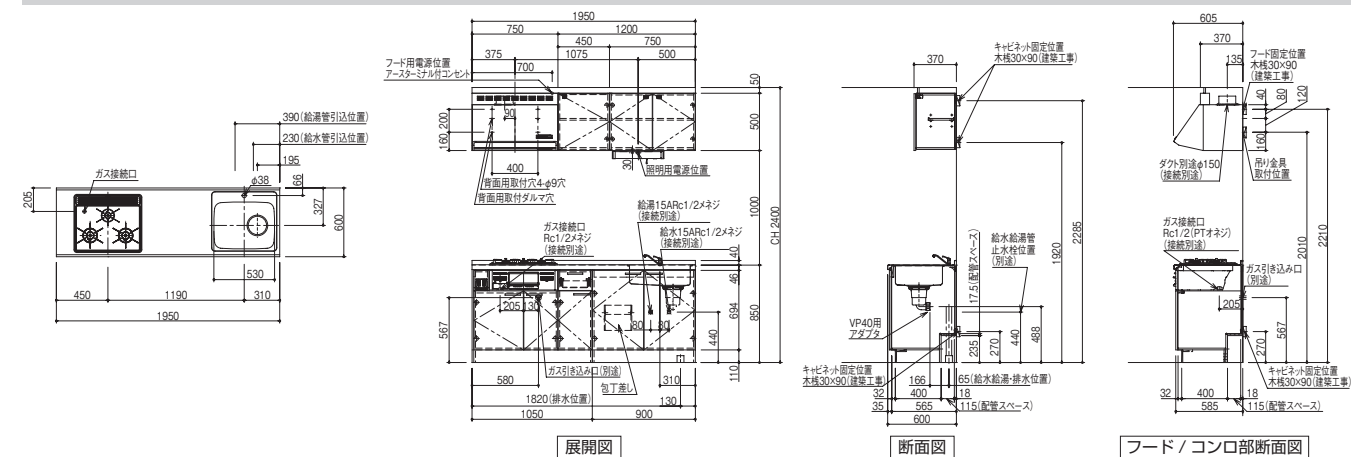 390(給湯管引込位置)
230(給水管引込位置)
195
ガス接続口
φ38
66
205
327
600
530
450
1190
310
1950
1950
750
1200
450
750
375
1075
500
フード用電源位置
アースターミナル付コンセント
700
50
200
90
500
160
400
30
照明用電源位置
背面用取付穴4-φ9穴
背面用取付ダルマ穴
1000
CH 2400
給湯15ARc1/2メネジ
(接続別途)
ガス接続口
Rc1/2メネジ
(接続別途)
給水15ARc1/2メネジ
(接続別途)
40
46
205
130
694
850
80
80
567
440
ガス引き込み口(別途)
110
580
包丁差し
310
1820(排水位置)
130
1050
900
展開図
キャビネット固定位置
木桟30×90(建築工事)
370
2285
1920
17.5(配管スペース)
給水給湯管
止水栓位置
(別途)
VP40用
アダプタ
235
270
440
488
キャビネット固定位置
木桟30×90(建築工事)
166
65(給水給湯・排水位置)
32
400
18
35
565
115(配管スペース)
600
断面図
605
370
フード固定位置
木桟30×90
(建築工事)
135
40
80
120
160
ダクト別途φ150
(接続別途)
吊り金具
取付位置
2010
2210
ガス接続口
Rc1/2(PTオネジ)
(接続別途)
ガス引き込み口
(別途)
205
567
270
キャビネット固定位置
木桟30×90(建築工事)
32
400
18
585
115(配管スペース)
フード / コンロ部断面図